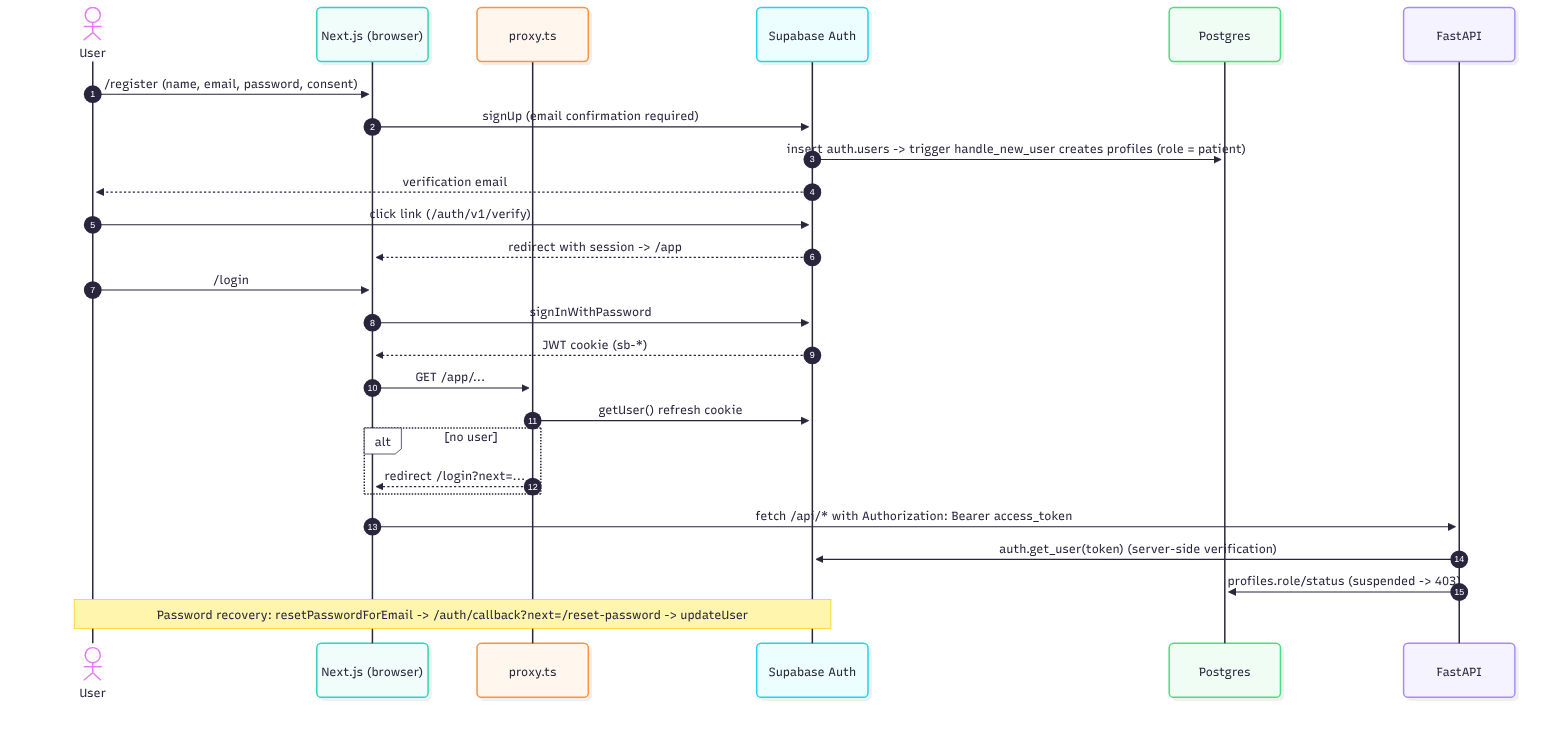 User
Next.js (browser)
proxy.ts
Supabase Auth
Postgres
FastAPI
1
/register (name, email, password, consent)
2
signUp (email confirmation required)
3
insert auth.users -> trigger handle_new_user creates profiles (role = patient)
4
verification email
5
click link (/auth/v1/verify)
6
redirect with session -> /app
7
/login
8
signInWithPassword
9
JWT cookie (sb-*)
10
GET /app/...
11
getUser() refresh cookie
alt
[no user]
12
redirect /login?next=...
13
fetch /api/* with Authorization: Bearer access_token
14
auth.get_user(token) (server-side verification)
15
profiles.role/status (suspended -> 403)
Password recovery: resetPasswordForEmail -> /auth/callback?next=/reset-password -> updateUser
User
Next.js (browser)
proxy.ts
Supabase Auth
Postgres
FastAPI